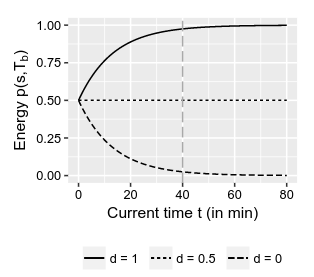 1.00
0.75
0.50
0.25
0.00
Energy p(s,T_b)
0 20 40 60 80
Current time t (in min)
d = 1 d = 0.5 d = 0